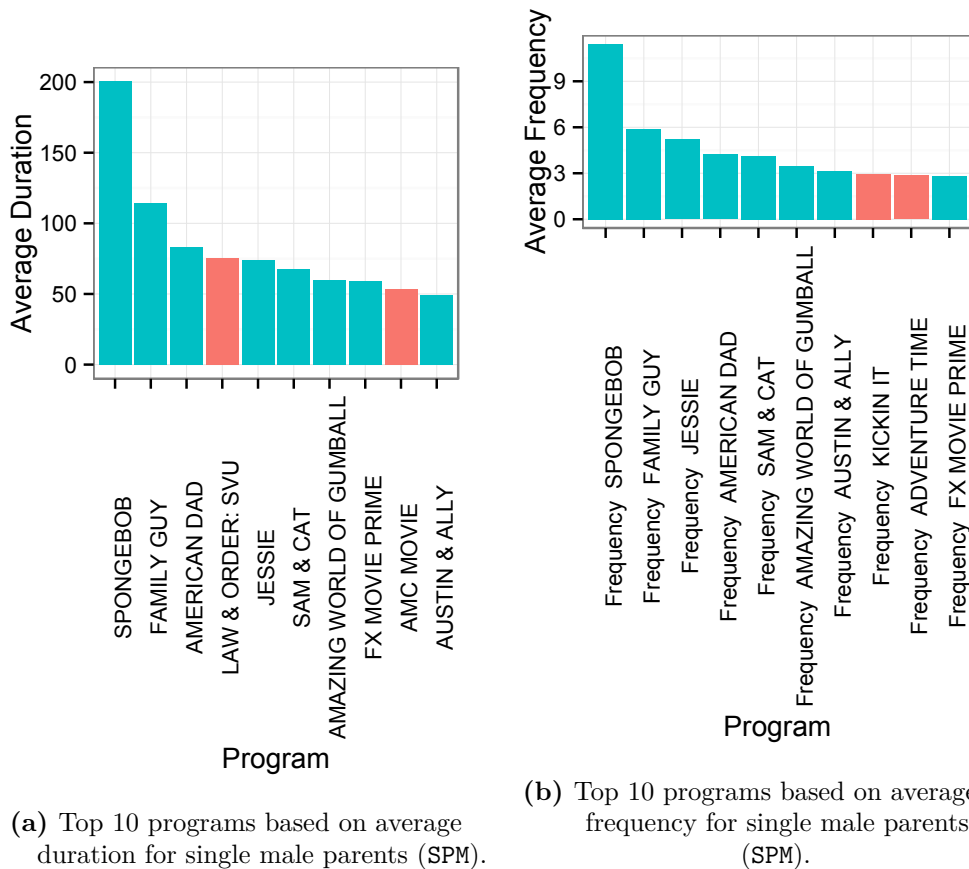 Average Duration
200
150
100
50
0
SPONGEBOB
FAMILY GUY
AMERICAN DAD
LAW & ORDER: SVU
JESSIE
SAM & CAT
AMAZING WORLD OF GUMBALL
FX MOVIE PRIME
AMC MOVIE
AUSTIN & ALLY
Program
(a) Top 10 programs based on average
duration for single male parents (SPM).
Average Frequency
9
6
3
0
Frequency SPONGEBOB
Frequency FAMILY GUY
Frequency JESSIE
Frequency AMERICAN DAD
Frequency SAM & CAT
Frequency AMAZING WORLD OF GUMBALL
Frequency AUSTIN & ALLY
Frequency KICKIN IT
Frequency ADVENTURE TIME
Frequency FX MOVIE PRIME
Program
(b) Top 10 programs based on average
frequency for single male parents
(SPM).